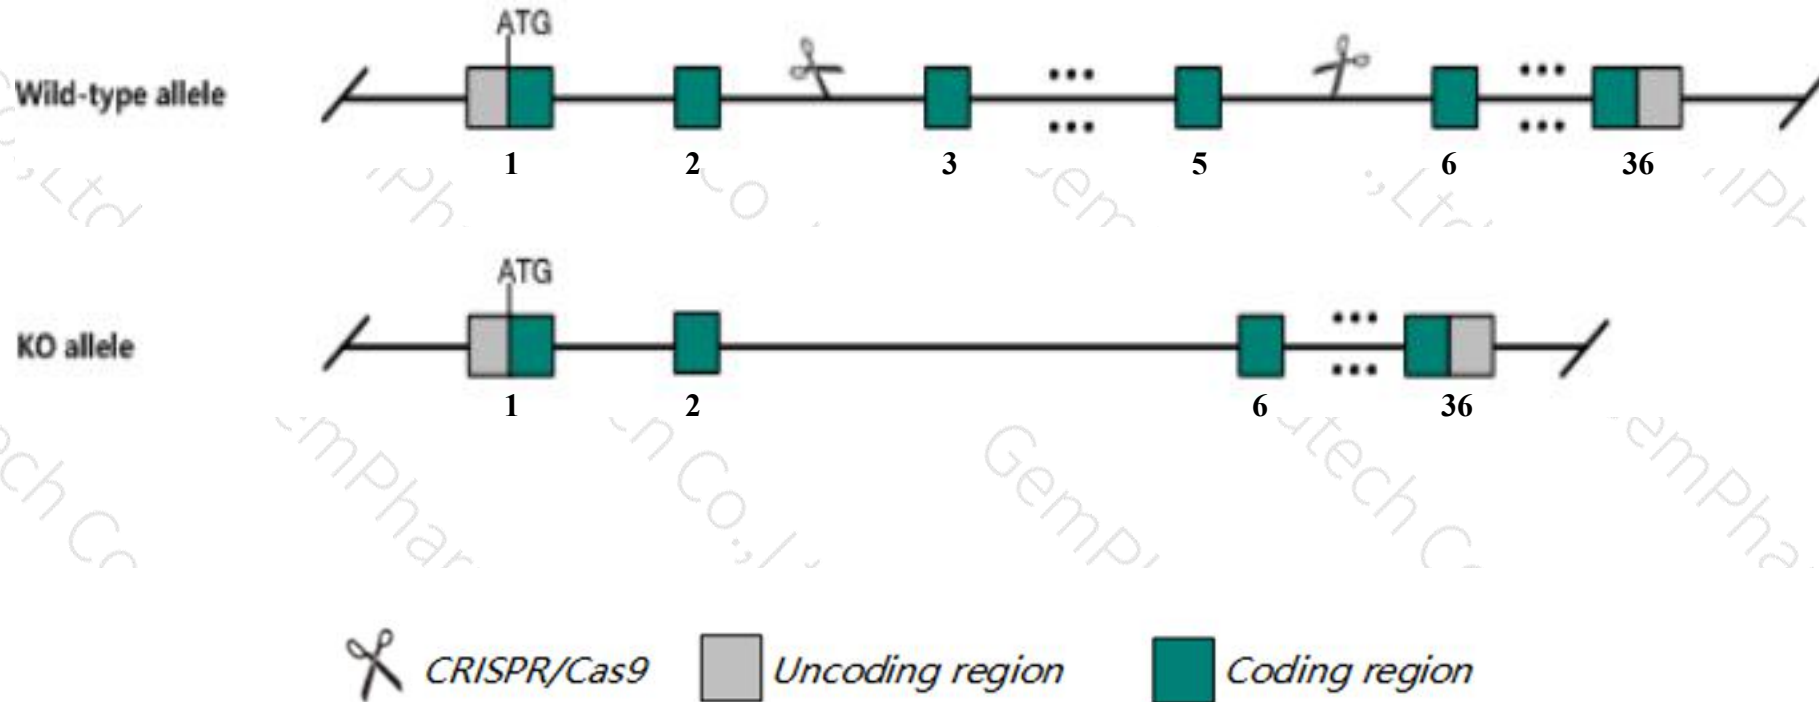 ATG
Wild-type allele
1 2 3 5 6 36
ATG
KO allele
1 2 6 36
CRISPR/Cas9 Uncoding region Coding region
GemPh